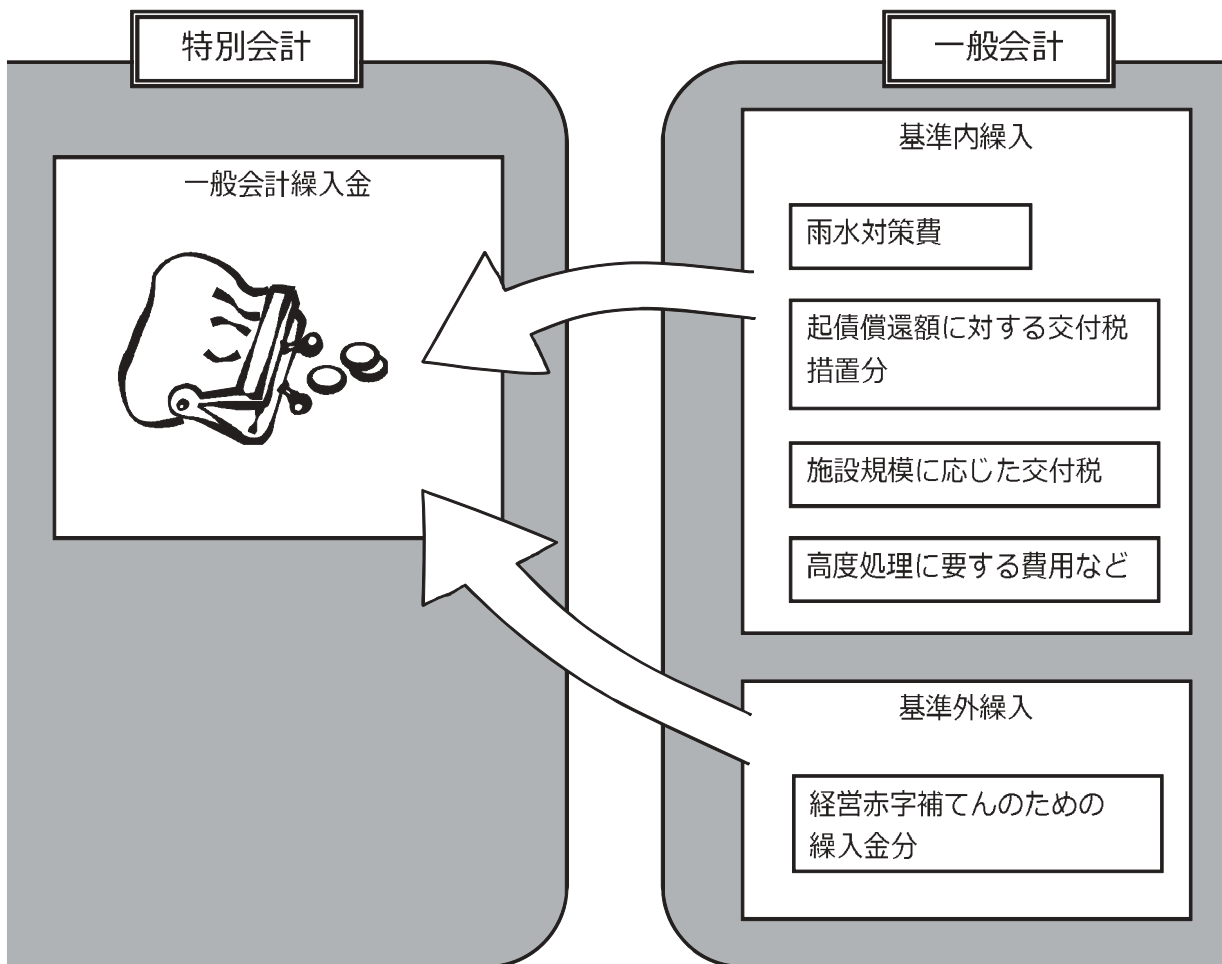 特別会計
一般会計繰入金
一般会計
基準内繰入
雨水対策費
起債償還額に対する交付税
措置分
施設規模に応じた交付税
高度処理に要する費用など
基準外繰入
経営赤字補てんのための
繰入金分